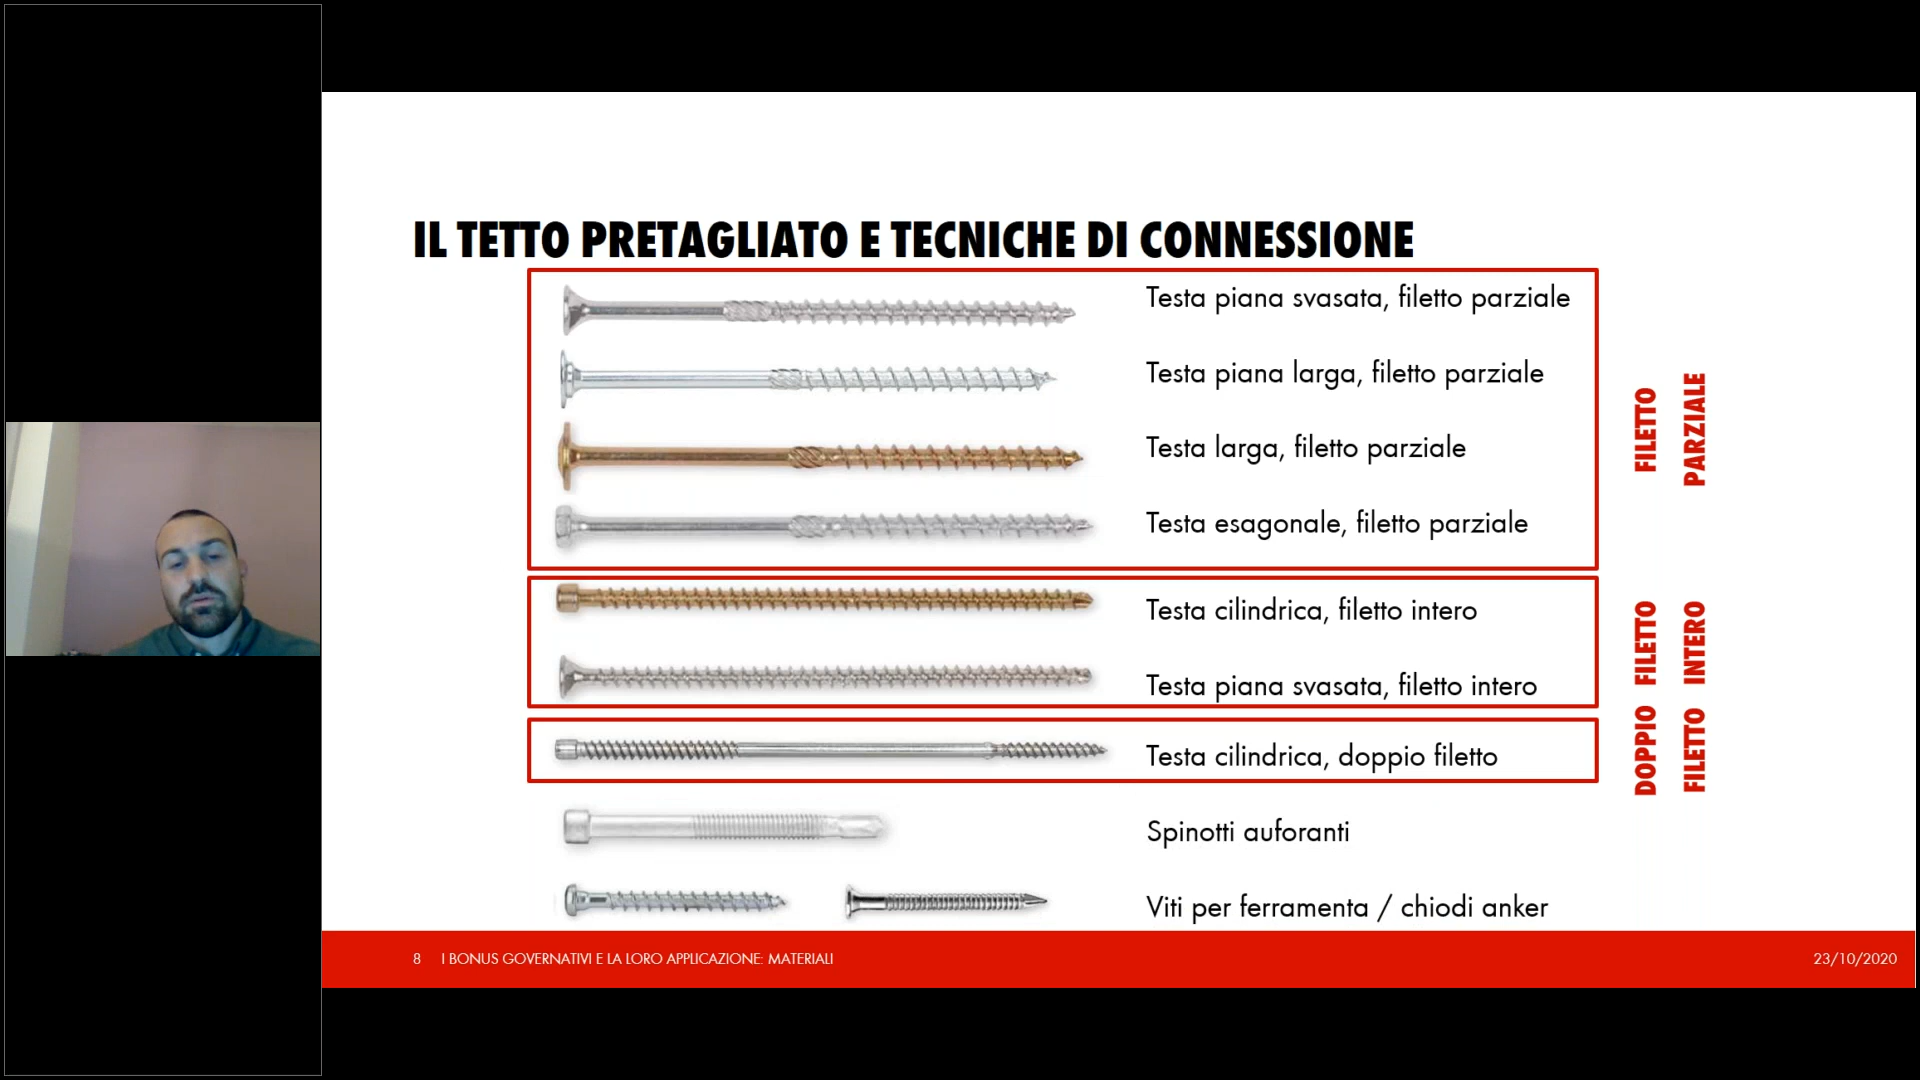 IL TETTO PRETAGLIATO E TECNICHE DI CONNESSIONE
Testa piana svasata, filetto parziale
Testa piana larga, filetto parziale
Testa larga, filetto parziale
Testa esagonale, filetto parziale
FILETTO
PARZIALE
Testa cilindrica, filetto intero
Testa piana svasata, filetto intero
FILETTO
INTERO
Testa cilindrica, doppio filetto
DOPPIO
FILETTO
Spinotti auforanti
Viti per ferramenta / chiodi anker
8 I BONUS GOVERNATIVI E LA LORO APPLICAZIONE: MATERIALI
23/10/2020